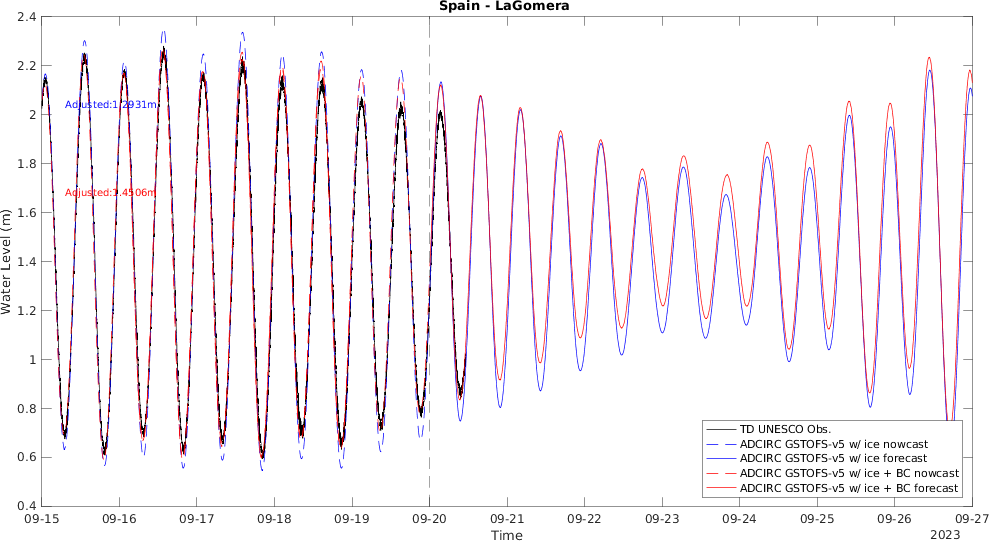 Spain - LaGomera
Water Level (m)
2.4
2.2
2
1.8
1.6
1.4
1.2
1
0.8
0.6
0.4
Adjusted:1.2931m
Adjusted:1.4506m
TD UNESCO Obs.
ADCIRC GSTOFS-v5 w/ ice nowcast
ADCIRC GSTOFS-v5 w/ ice forecast
ADCIRC GSTOFS-v5 w/ ice + BC nowcast
ADCIRC GSTOFS-v5 w/ ice + BC forecast
09-15 09-16 09-17 09-18 09-19 09-20 09-21 09-22 09-23 09-24 09-25 09-26 09-27
Time
2023